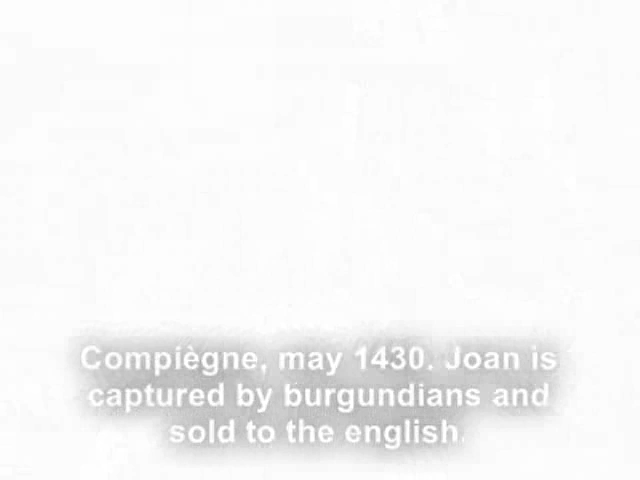 Compiègne, may 1430. Joan is
captured by burgundians and
sold to the english.